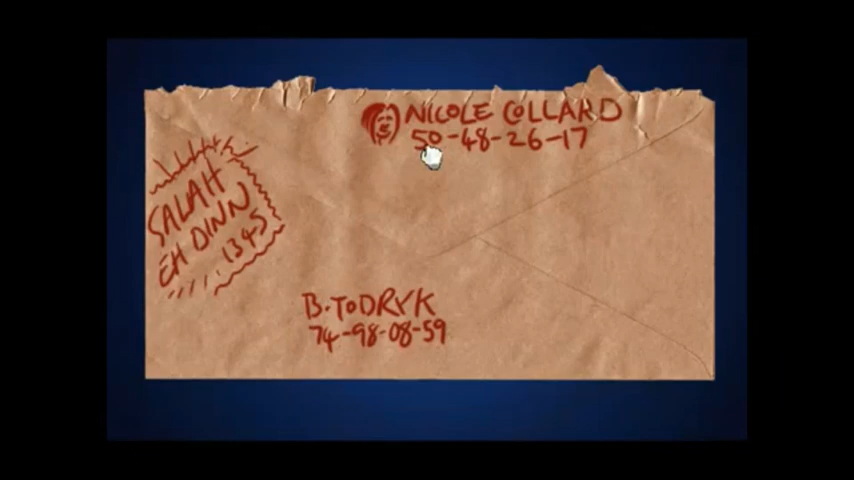 NICOLE COLLARD
50-48-26-17
SALAH
EH DINN
1345
B. TODRYK
74-98-08-59